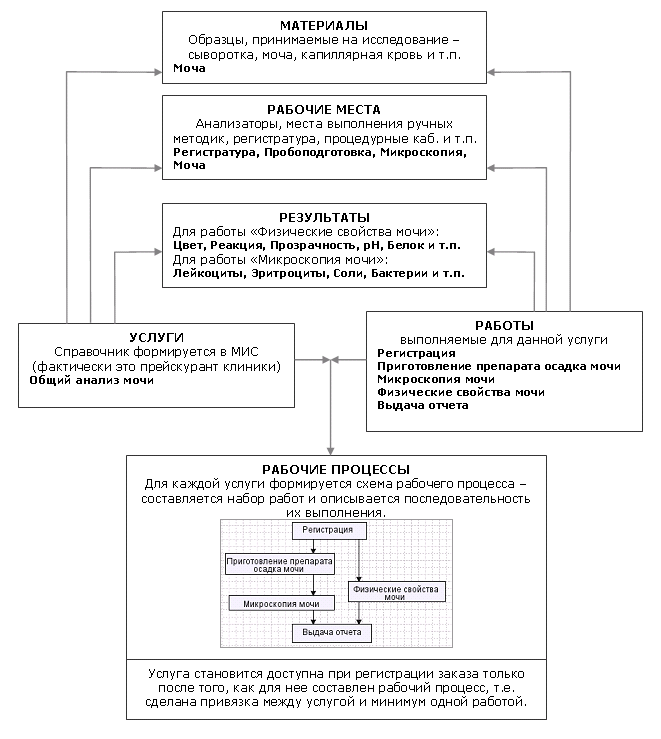 МАТЕРИАЛЫ
Образцы, принимаемые на исследование –
сыворотка, моча, капиллярная кровь и т.п.
Моча
РАБОЧИЕ МЕСТА
Анализаторы, места выполнения ручных
методик, регистратура, процедурные каб. и т.п.
Регистратура, Пробоподготовка, Микроскопия,
Моча
РЕЗУЛЬТАТЫ
Для работы «Физические свойства мочи»:
Цвет, Реакция, Прозрачность, pH, Белок и т.п.
Для работы «Микроскопия мочи»:
Лейкоциты, Эритроциты, Соли, Бактерии и т.п.
УСЛУГИ
Справочник формируется в МИС
(фактически это прейскурант клиники)
Общий анализ мочи
РАБОТЫ
выполняемые для данной услуги
Регистрация
Приготовление препарата осадка мочи
Микроскопия мочи
Физические свойства мочи
Выдача отчета
РАБОЧИЕ ПРОЦЕССЫ
Для каждой услуги формируется схема рабочего процесса –
составляется набор работ и описывается последовательность
их выполнения.
Регистрация
Приготовление препарата
осадка мочи
Физические свойства
мочи
Микроскопия мочи
Выдача отчета
Услуга становится доступна при регистрации заказа только
после того, как для нее составлен рабочий процесс, т.е.
сделана привязка между услугой и минимум одной работой.